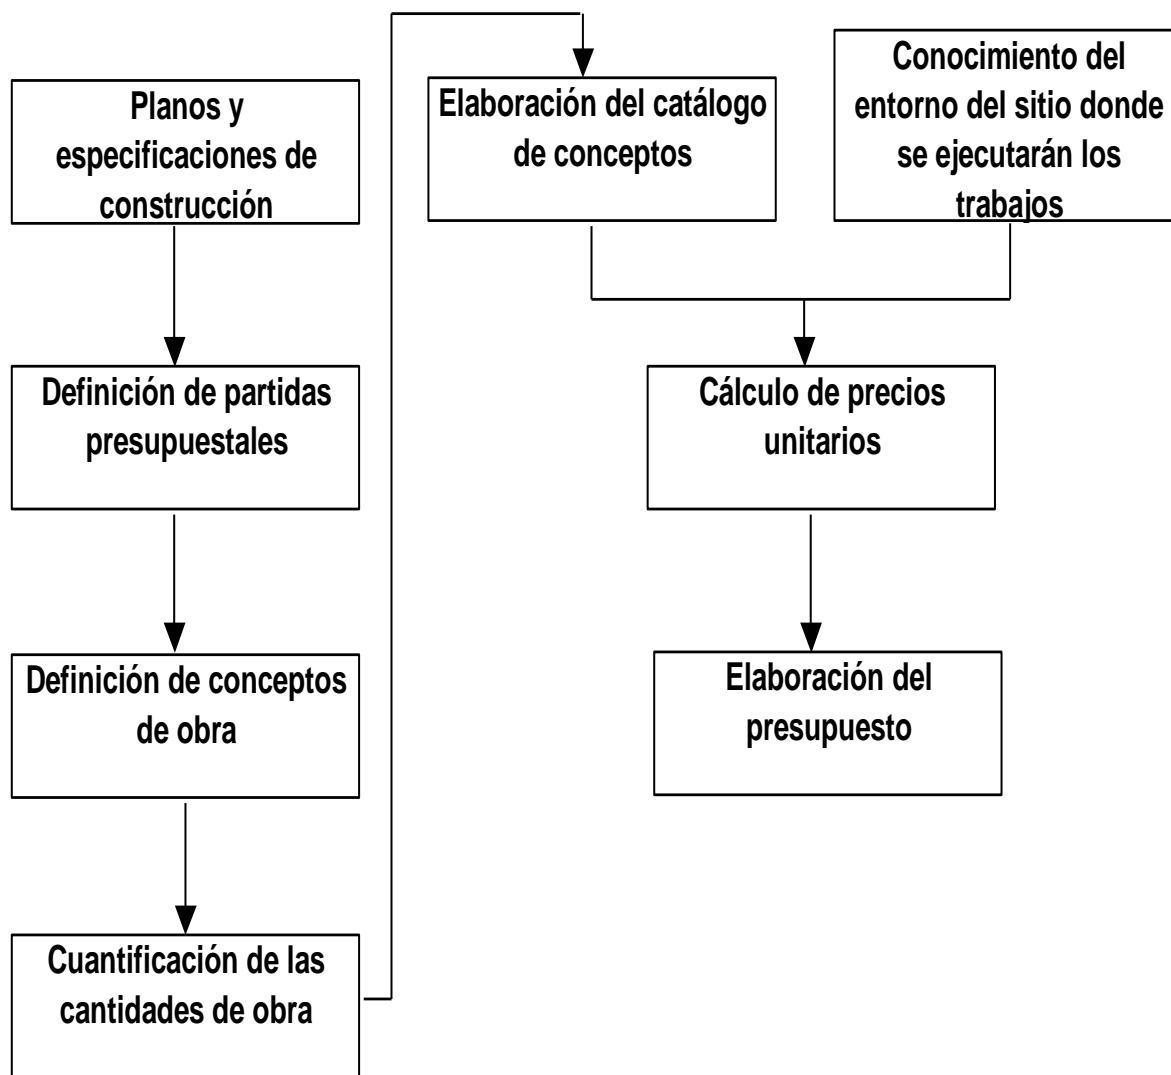 Planos y
especificaciones de
construcción
Definición de partidas
presupuestales
Definición de conceptos
de obra
Cuantificación de las
cantidades de obra
Elaboración del catálogo
de conceptos
Conocimiento del
entorno del sitio donde
se ejecutarán los
trabajos
Cálculo de precios
unitarios
Elaboración del
presupuesto